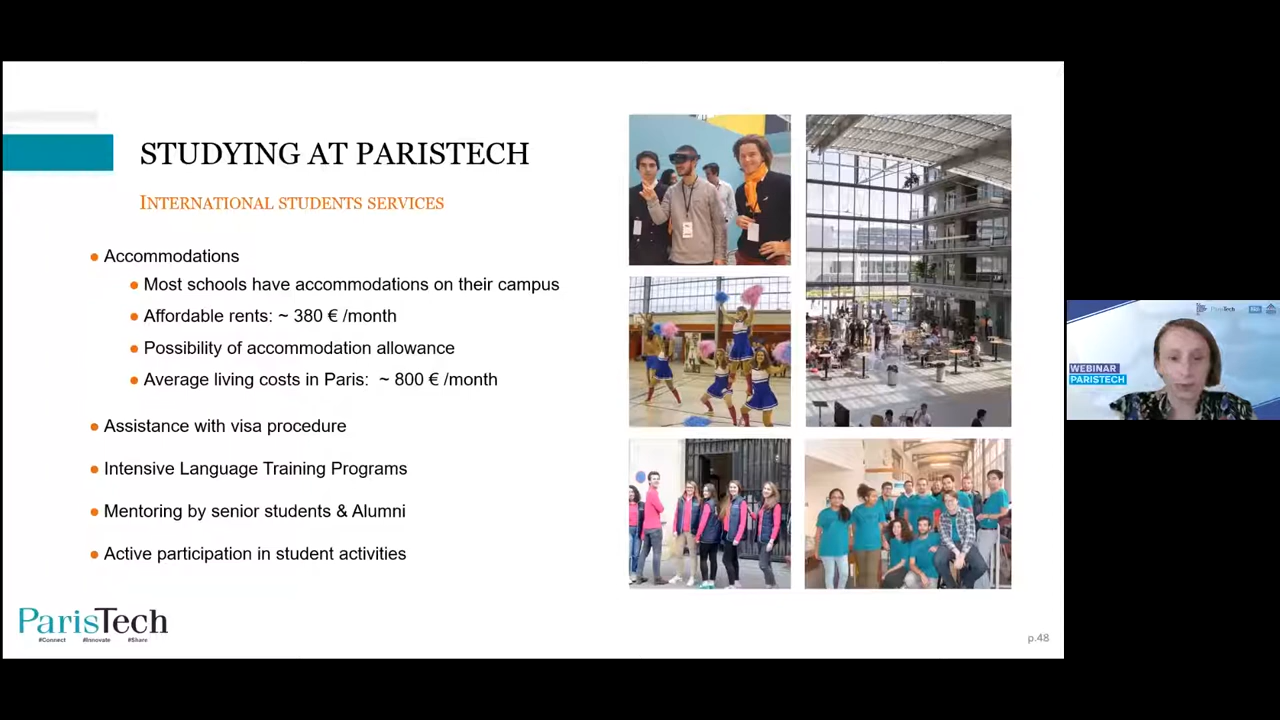 STUDYING AT PARISTECH
INTERNATIONAL STUDENTS SERVICES
Accommodations
Most schools have accommodations on their campus
Affordable rents: ~ 380 € /month
Possibility of accommodation allowance
Average living costs in Paris: ~ 800 € /month
Assistance with visa procedure
Intensive Language Training Programs
Mentoring by senior students & Alumni
Active participation in student activities
ParisTech
#Connect #Innovate #Share
p.48
ParisTech
WEBINAR
PARISTECH